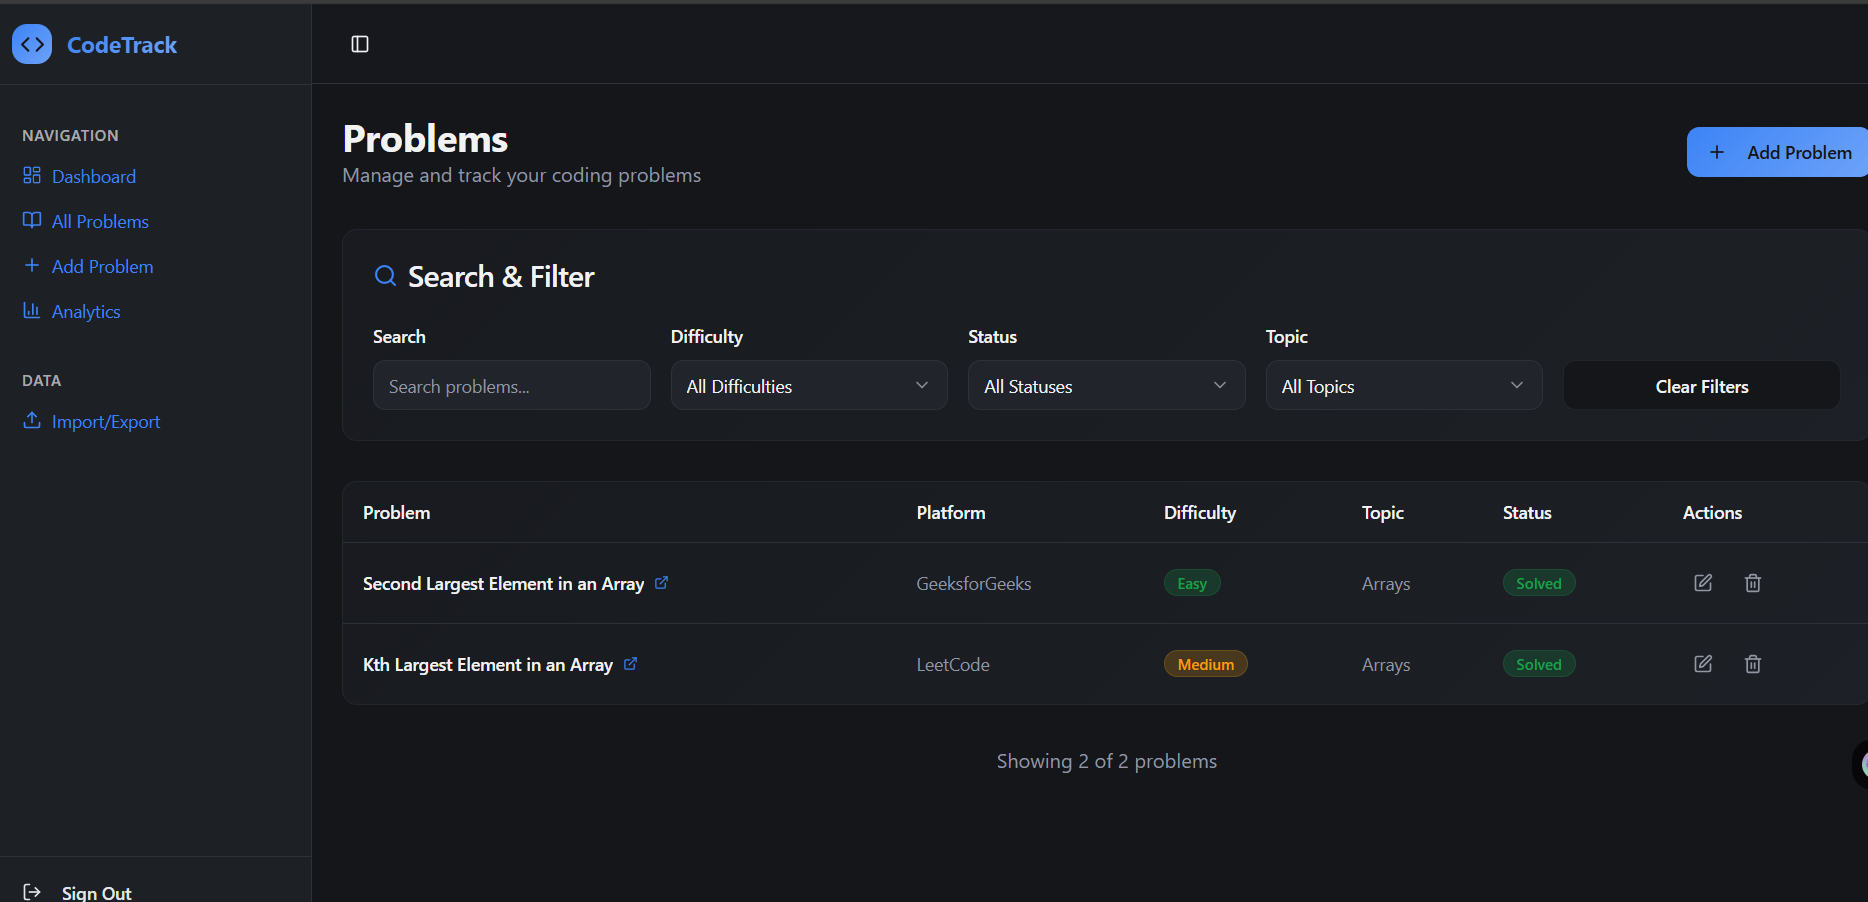 CodeTrack
NAVIGATION
Dashboard
All Problems
Add Problem
Analytics
DATA
Import/Export
Sign Out
Problems
Manage and track your coding problems
Add Problem
Search & Filter
Search Difficulty Status Topic
Search problems... All Difficulties All Statuses All Topics Clear Filters
Problem Platform Difficulty Topic Status Actions
Second Largest Element in an Array GeeksforGeeks Easy Arrays Solved
Kth Largest Element in an Array LeetCode Medium Arrays Solved
Showing 2 of 2 problems